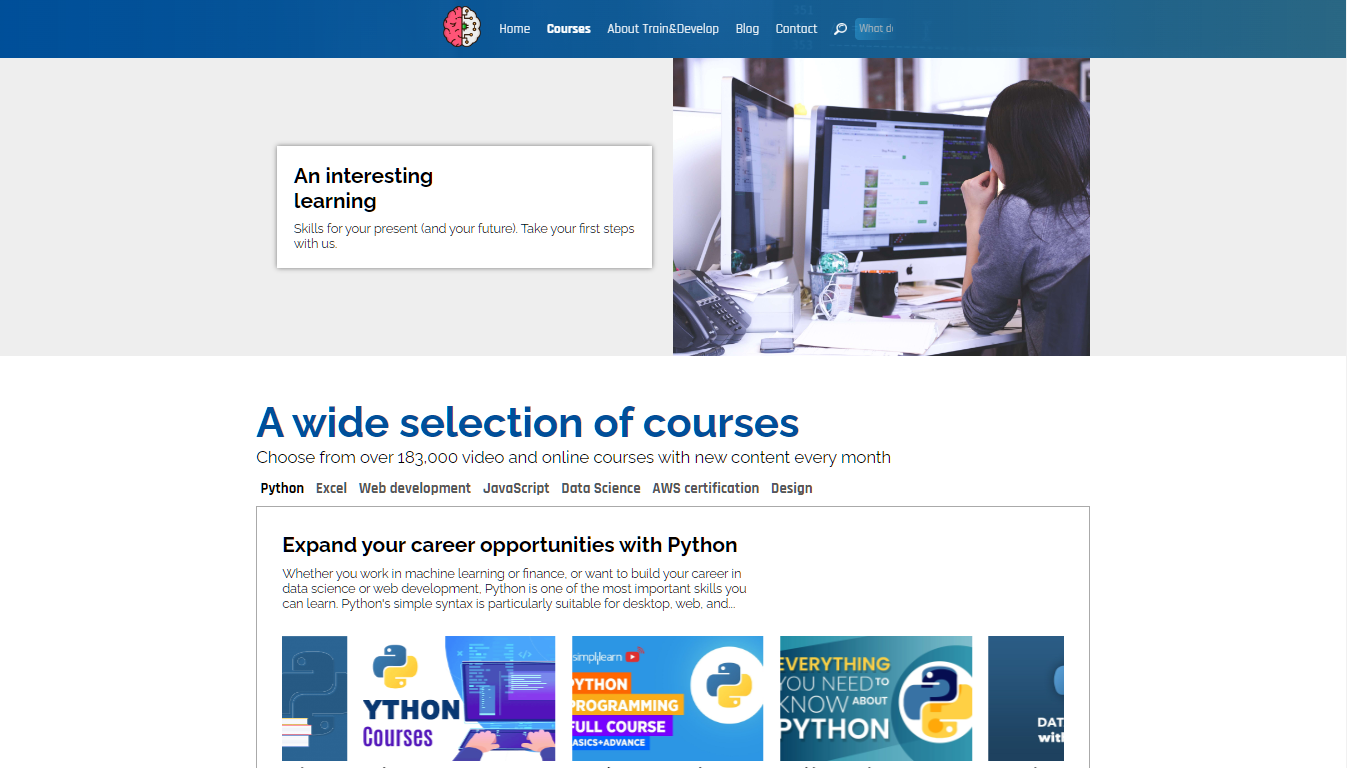 Home Courses About Train&Develop Blog Contact What do
An interesting
learning
Skills for your present (and your future). Take your first steps
with us.
A wide selection of courses
Choose from over 183,000 video and online courses with new content every month
Python Excel Web development JavaScript Data Science AWS certification Design
Expand your career opportunities with Python
Whether you work in machine learning or finance, or want to build your career in
data science or web development, Python is one of the most important skills you
can learn. Python's simple syntax is particularly suitable for desktop, web, and...
YTHON
Courses
simplilearn
PYTHON
PROGRAMMING
FULL COURSE
BASICS+ADVANCE
EVERYTHING
YOU NEED TO
KNOW ABOUT
PYTHON
DAT
with